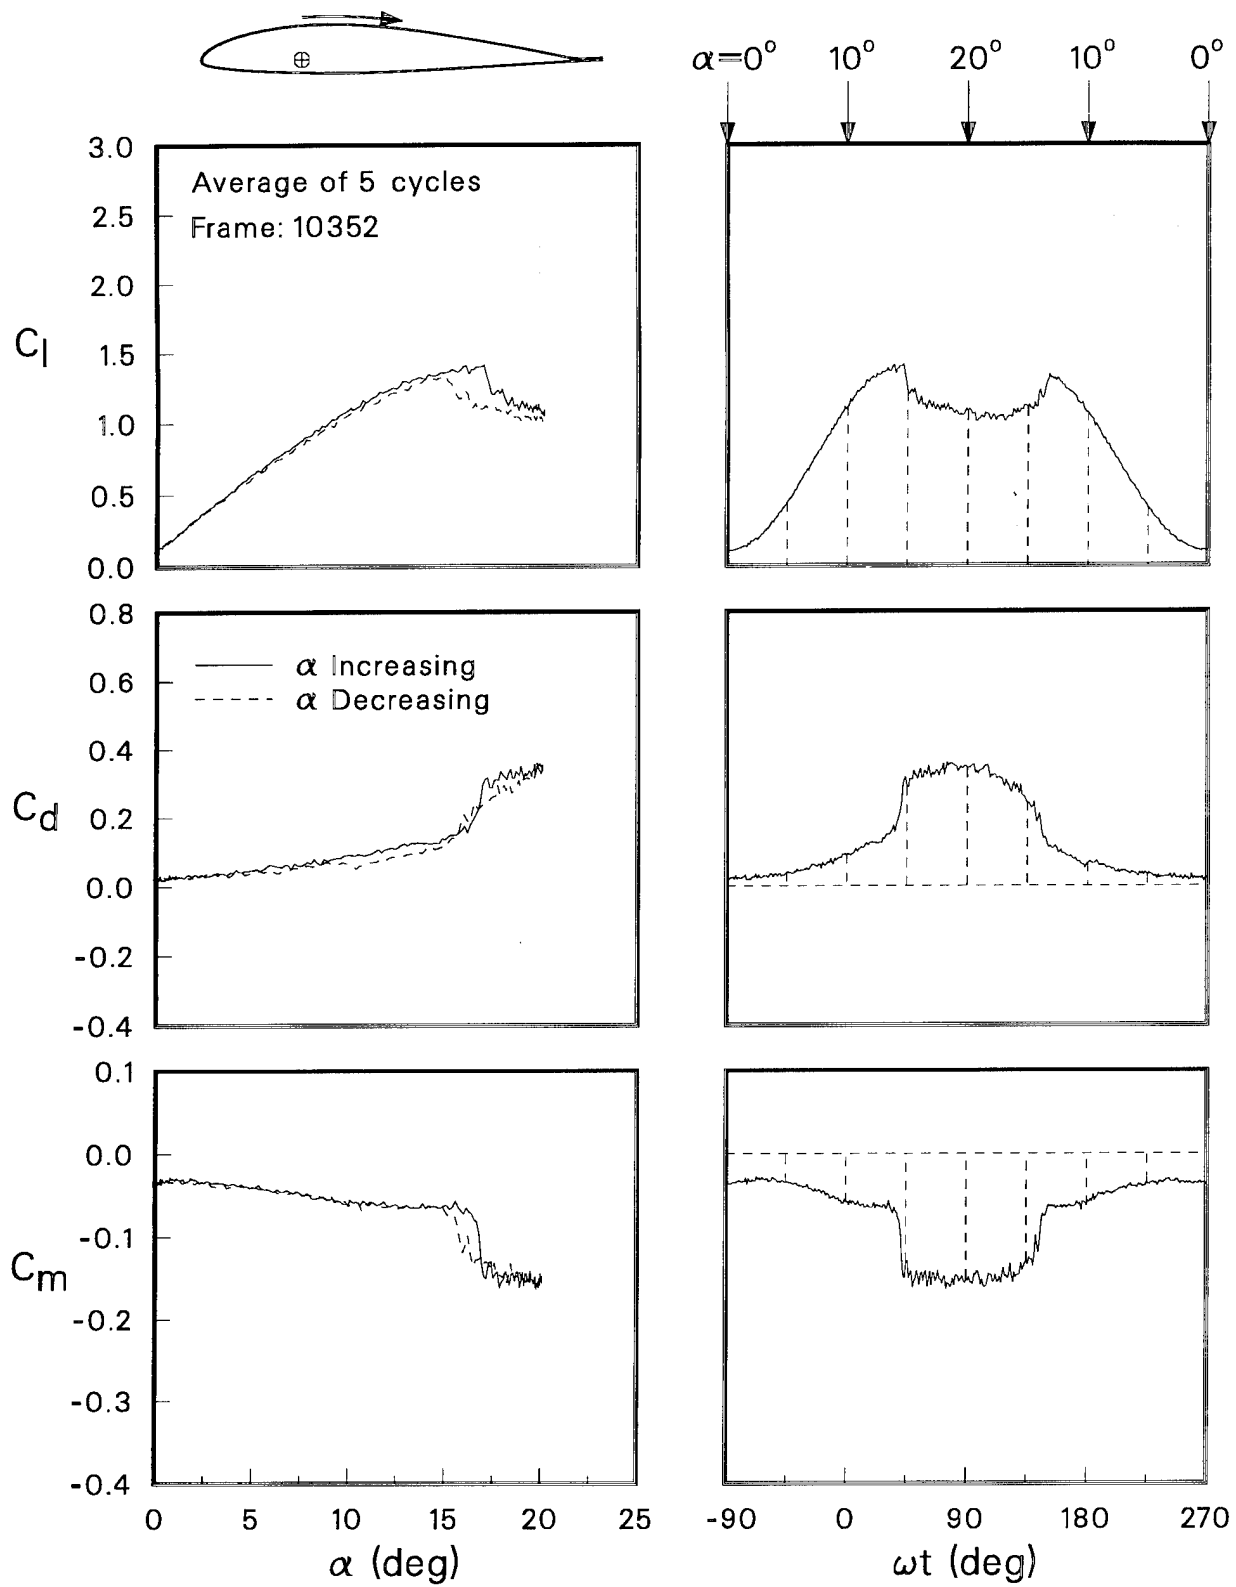 α=0° 10° 20° 10° 0°
3.0
2.5
2.0
1.5
1.0
0.5
0.0
Cl
Average of 5 cycles
Frame: 10352
0.8
0.6
0.4
0.2
0.0
-0.2
-0.4
Cd
α Increasing
α Decreasing
0.1
0.0
-0.1
-0.2
-0.3
-0.4
Cm
0 5 10 15 20 25
α (deg)
-90 0 90 180 270
ωt (deg)